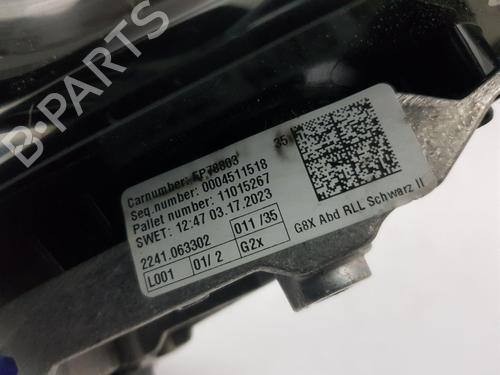 B-PARTS
35
Carnumber: FP78803
Seq.number: 0004511518
Pallet number: 11015267
SWET: 12:47 03.17.2023
2241.063302 011 /35
L001 01/ 2 G2x
G8X Abd RLL Schwarz II